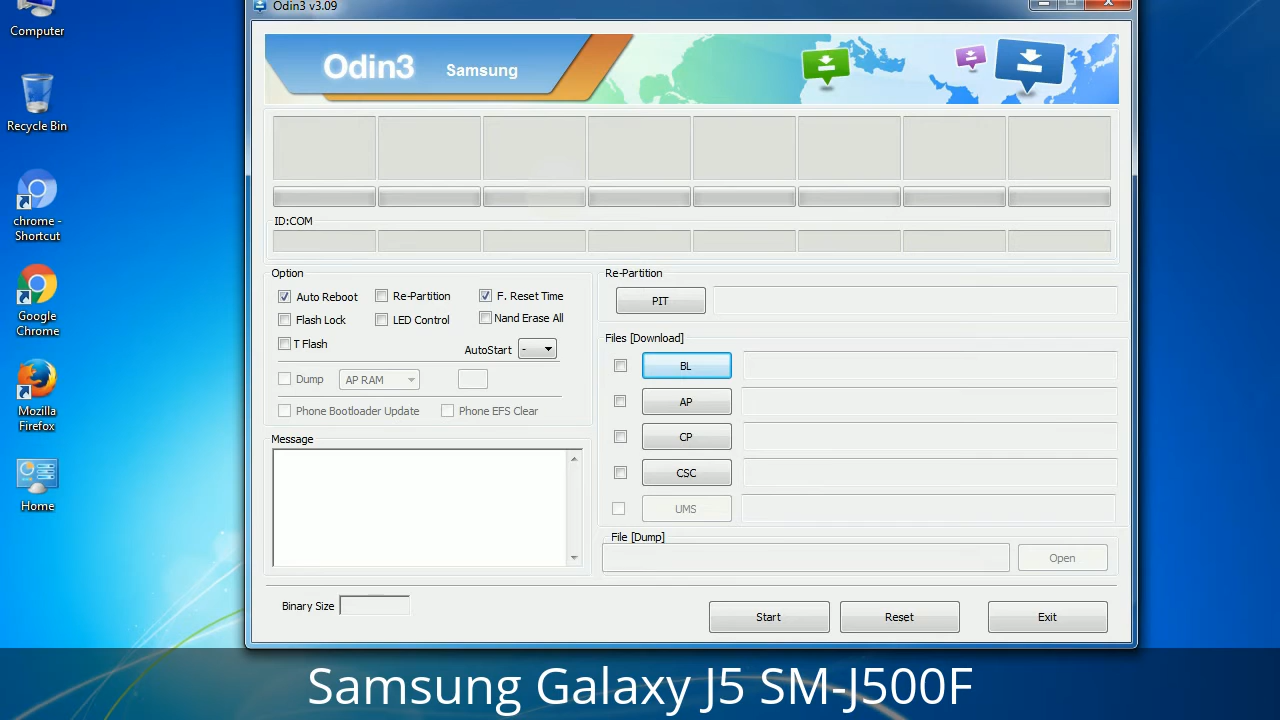 Odin3 v3.09
Computer
Odin3 Samsung
Recycle Bin
chrome -
Shortcut
ID:COM
Option
Re-Partition
Auto Reboot
Re-Partition
F. Reset Time
PIT
Google
Chrome
Flash Lock
LED Control
Nand Erase All
Files [Download]
T Flash
AutoStart -
BL
Dump
AP RAM
AP
Mozilla
Firefox
Phone Bootloader Update
Phone EFS Clear
CP
Message
CSC
Home
UMS
File [Dump]
Open
Binary Size
Start
Reset
Exit
Samsung Galaxy J5 SM-J500F